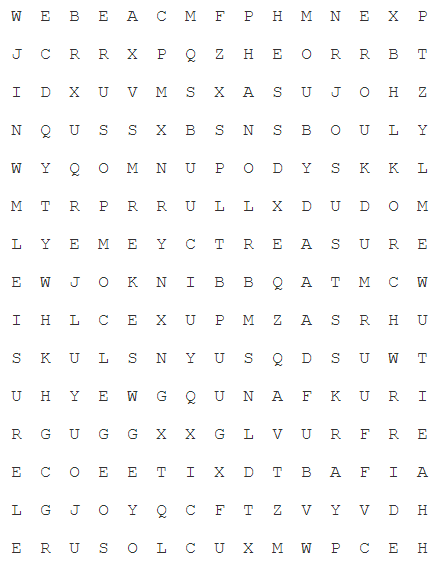 W E B E A C M F P H M N E X P
J C R R X P Q Z H E O R R B T
I D X U V M S X A S U J O H Z
N Q U S S X B S N S B O U L Y
W Y Q O M N U P O D Y S K K L
M T R P R R U L L X D U D O M
L Y E M E Y C T R E A S U R E
E W J O K N I B B Q A T M C W
I H L C E X U P M Z A S R H U
S K U L S N Y U S Q D S U W T
U H Y E W G Q U N A F K U R I
R G U G G X X G L V U R F R E
E C O E E T I X D T B A F I A
L G J O Y Q C F T Z V Y V D H
E R U S O L C U X M W P C E H